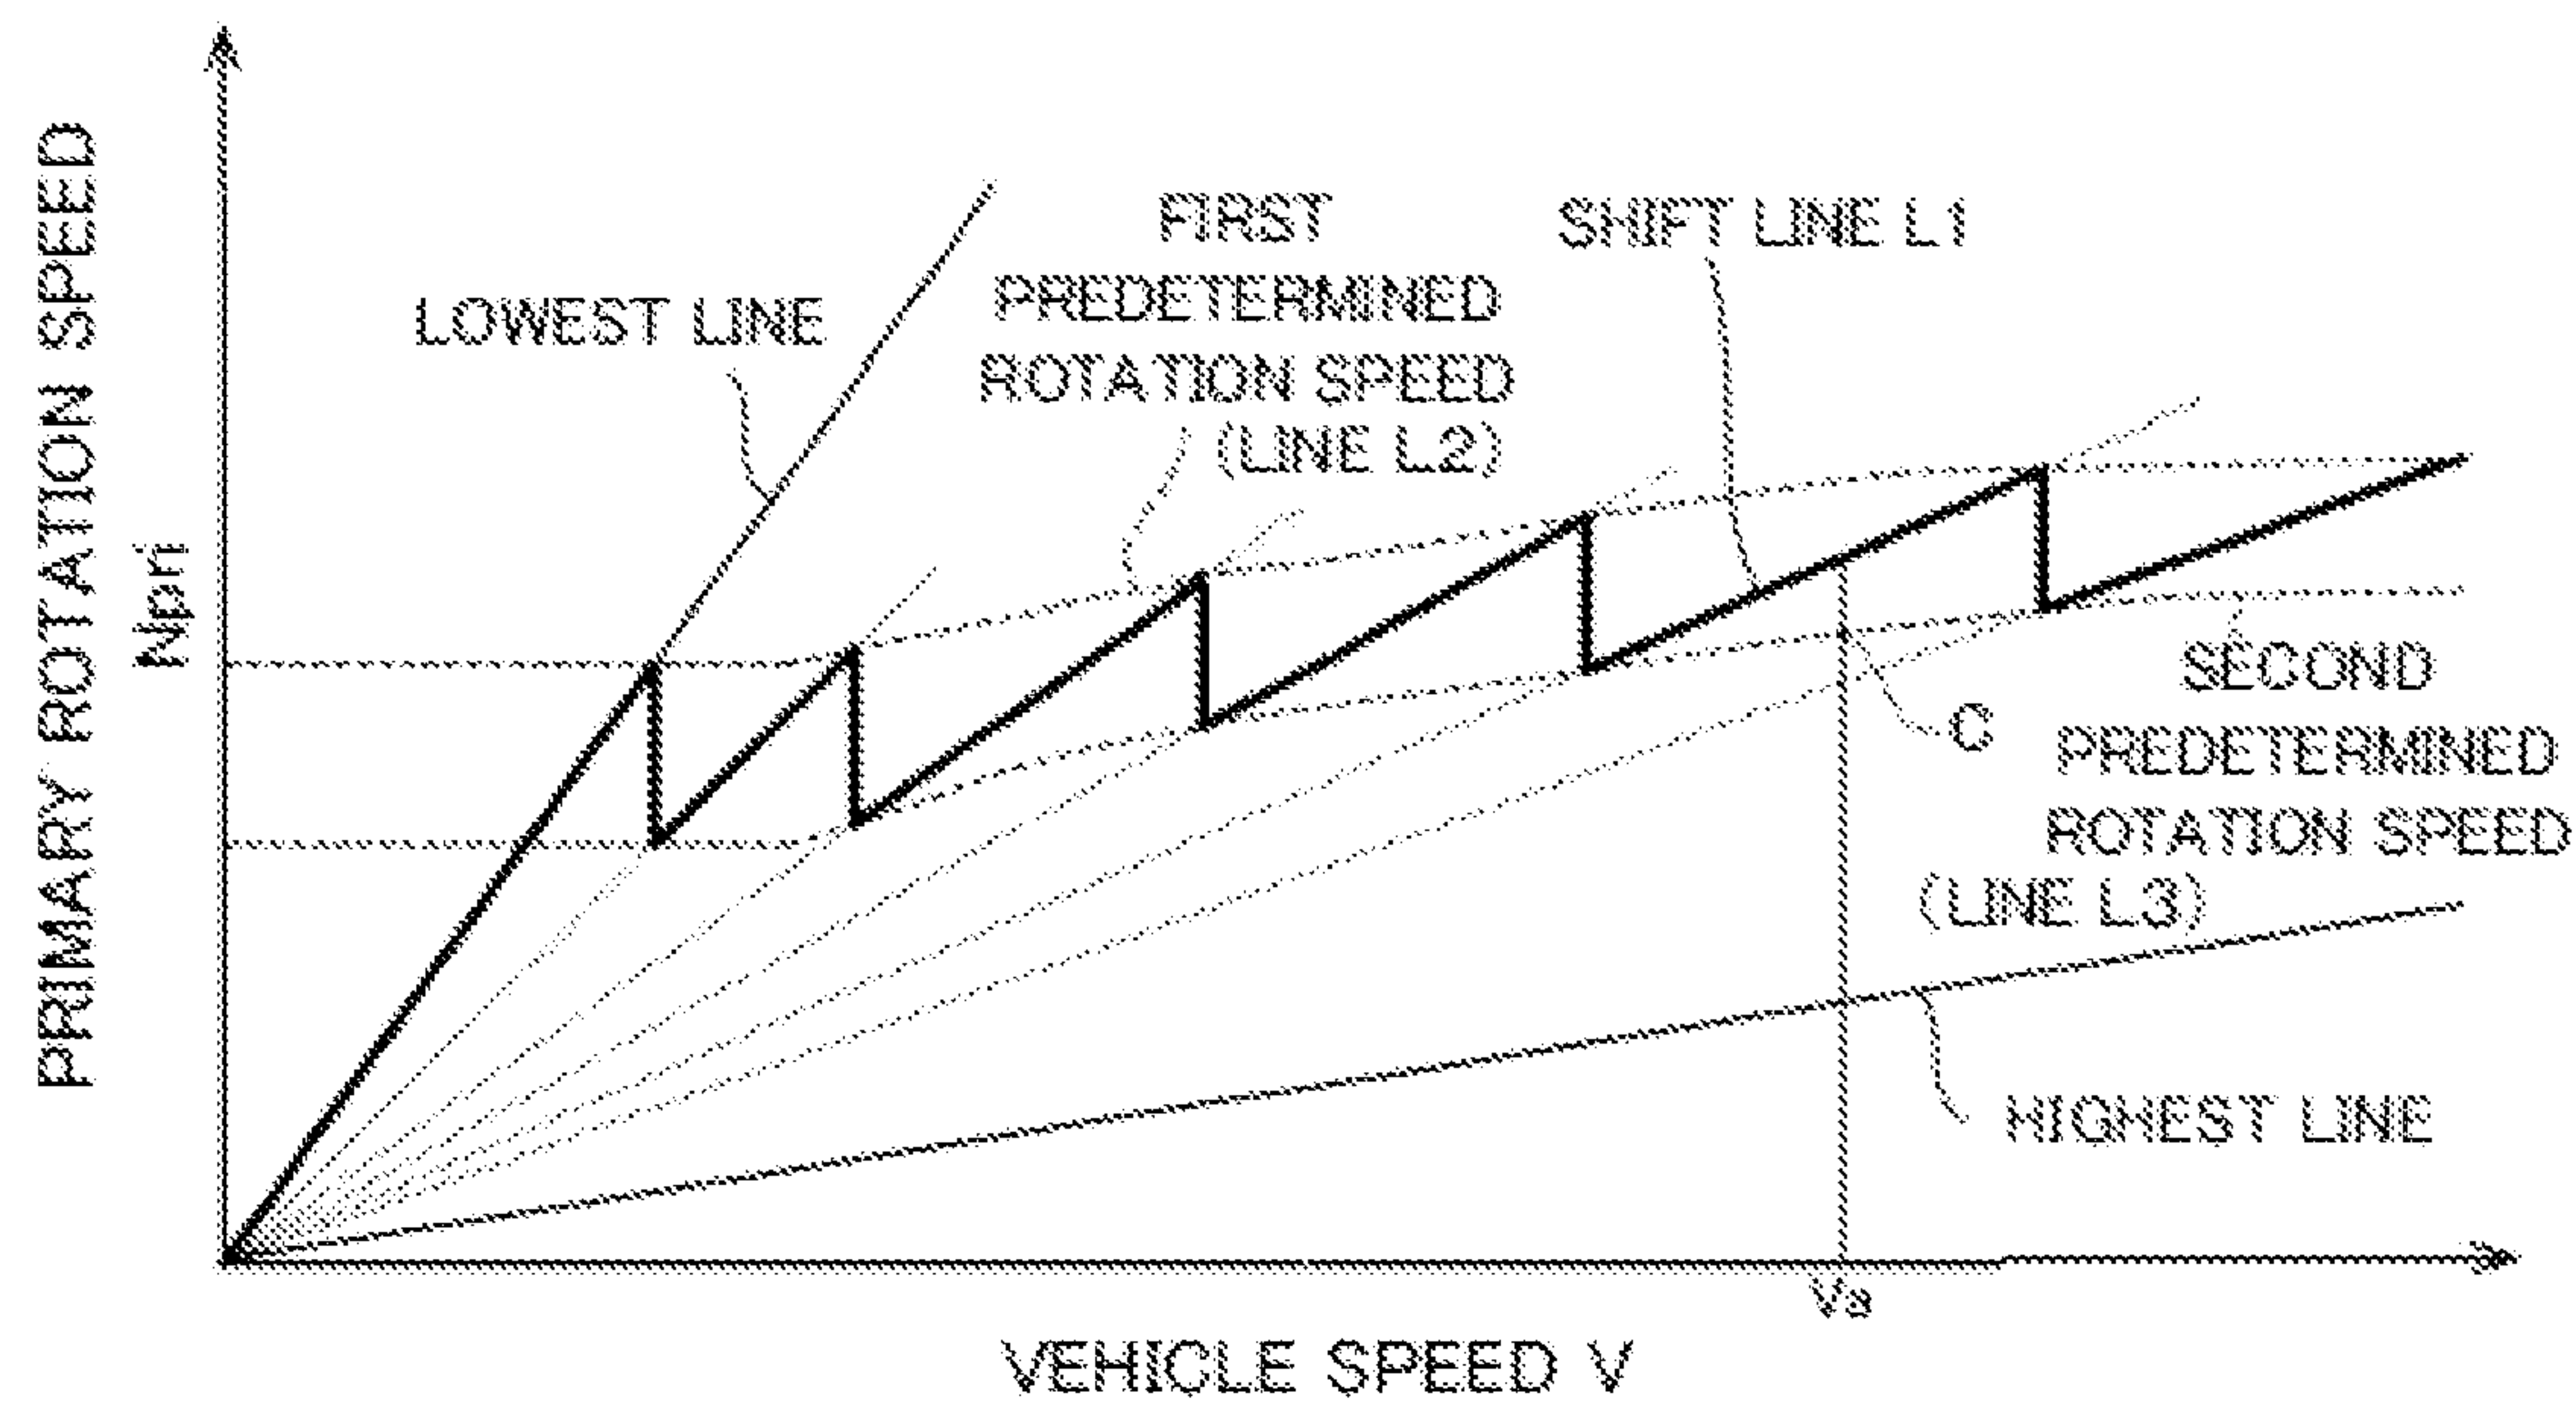 PRIMARY ROTATION SPEED
Npri
LOWEST LINE
FIRST
PREDETERMINED
ROTATION SPEED
(LINE L2)
SHIFT LINE L1
C
SECOND
PREDETERMINED
ROTATION SPEED
(LINE L3)
HIGHEST LINE
Va
VEHICLE SPEED V